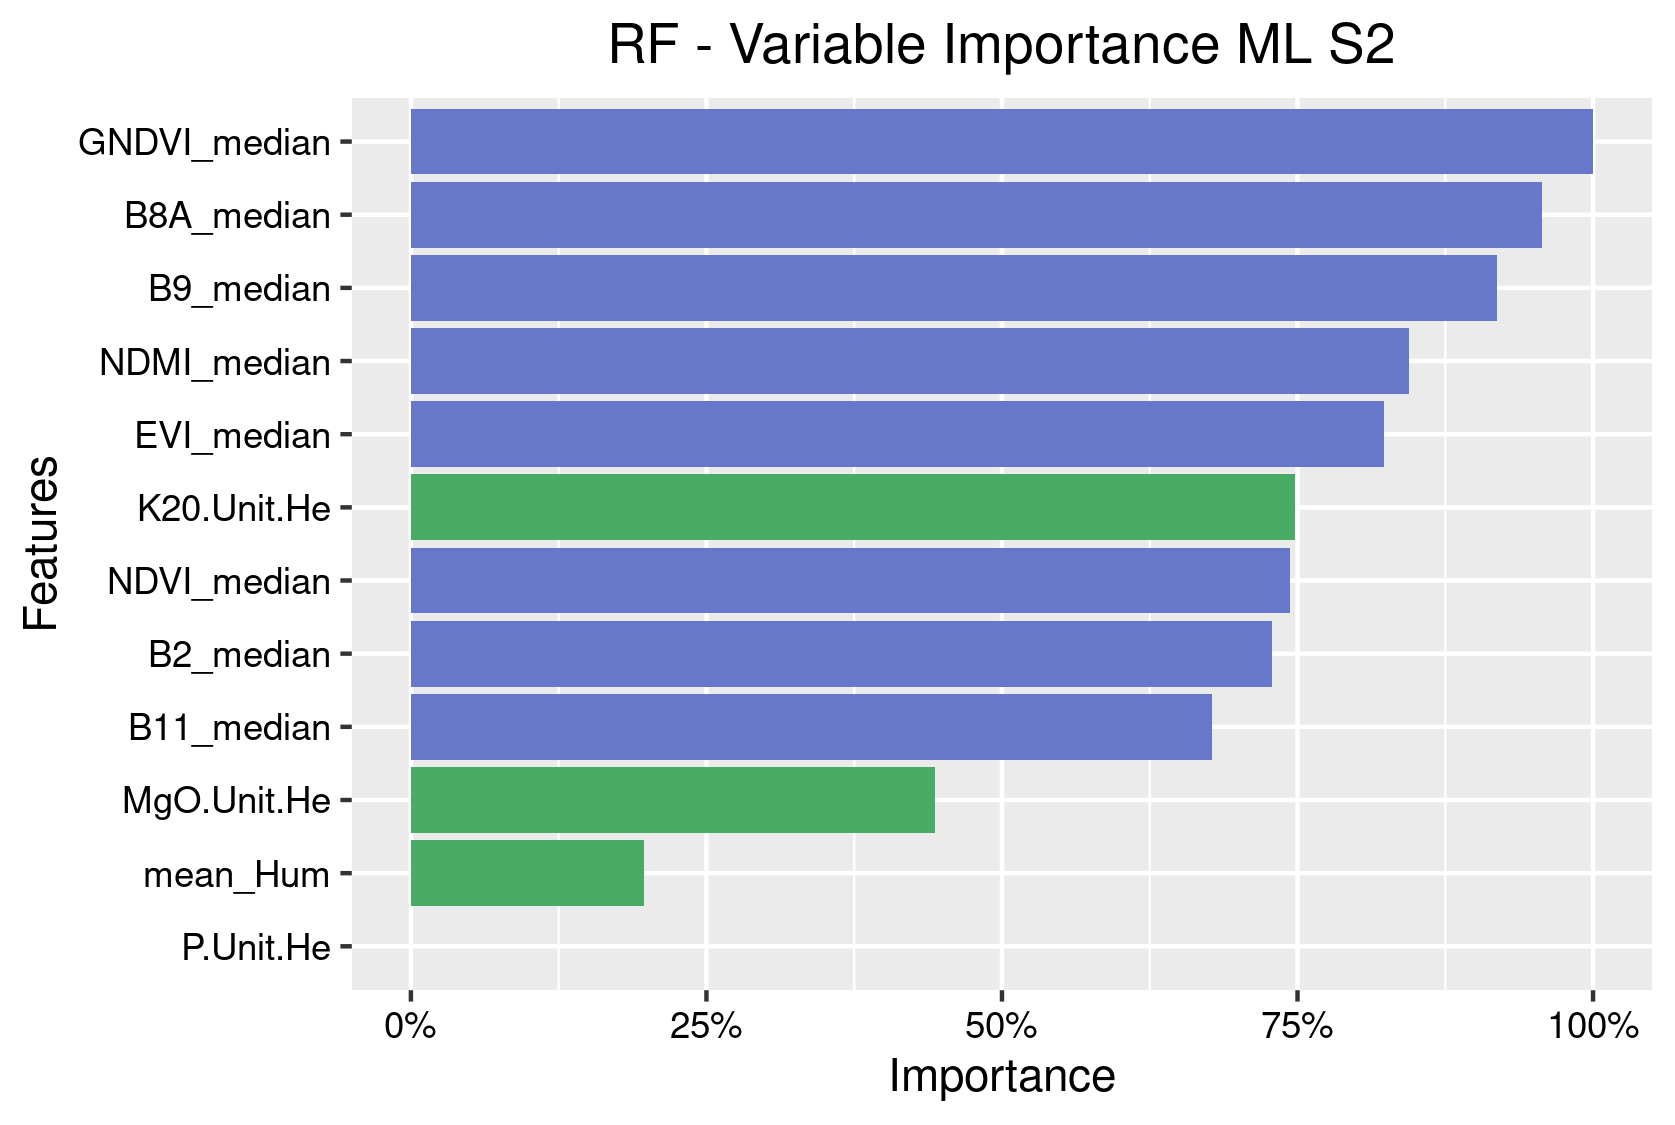 RF - Variable Importance ML S2
Features
GNDVI_median
B8A_median
B9_median
NDMI_median
EVI_median
K20.Unit.He
NDVI_median
B2_median
B11_median
MgO.Unit.He
mean_Hum
P.Unit.He
0% 25% 50% 75% 100%
Importance